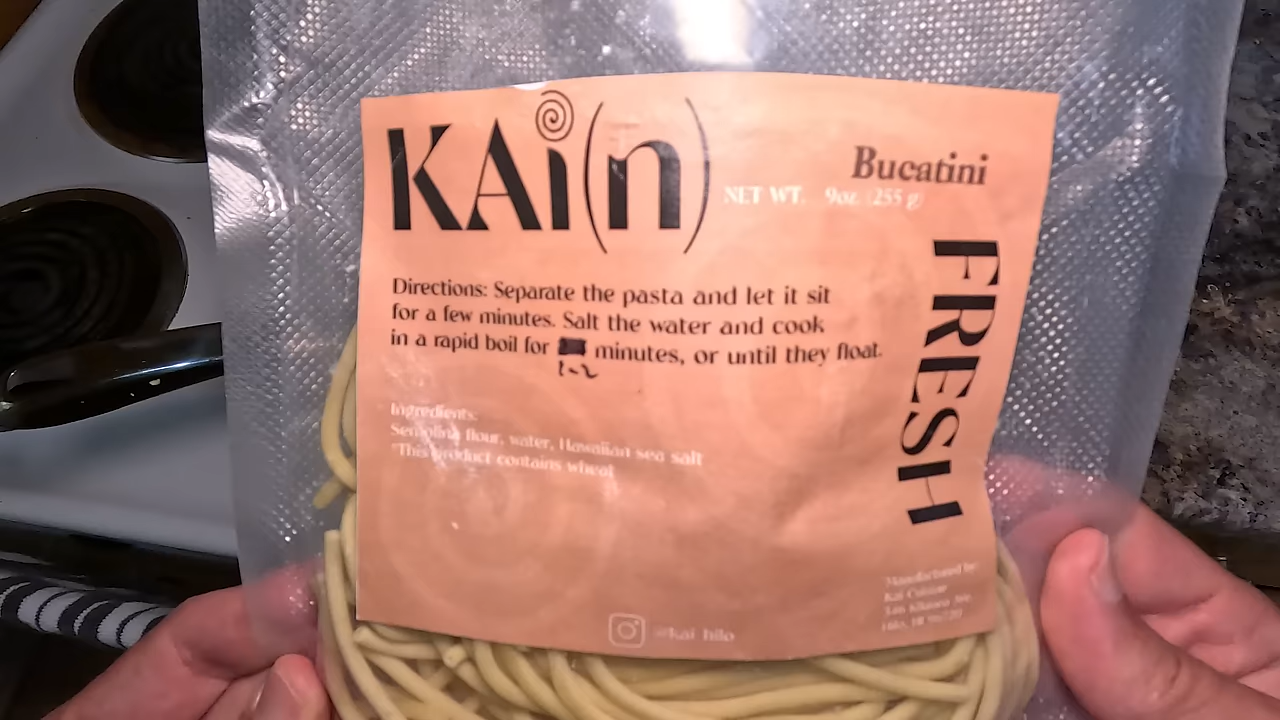 KAi(n)
Bucatini
NET WT. 9oz. (255 g)
FRESH
Directions: Separate the pasta and let it sit
for a few minutes. Salt the water and cook
in a rapid boil for minutes, or until they float.
1-2
Ingredients:
Semolina flour, water, Hawaiian sea salt
*This product contains wheat
@kai_hilo
Manufactured by:
Kai Cuisine
Hilo, HI